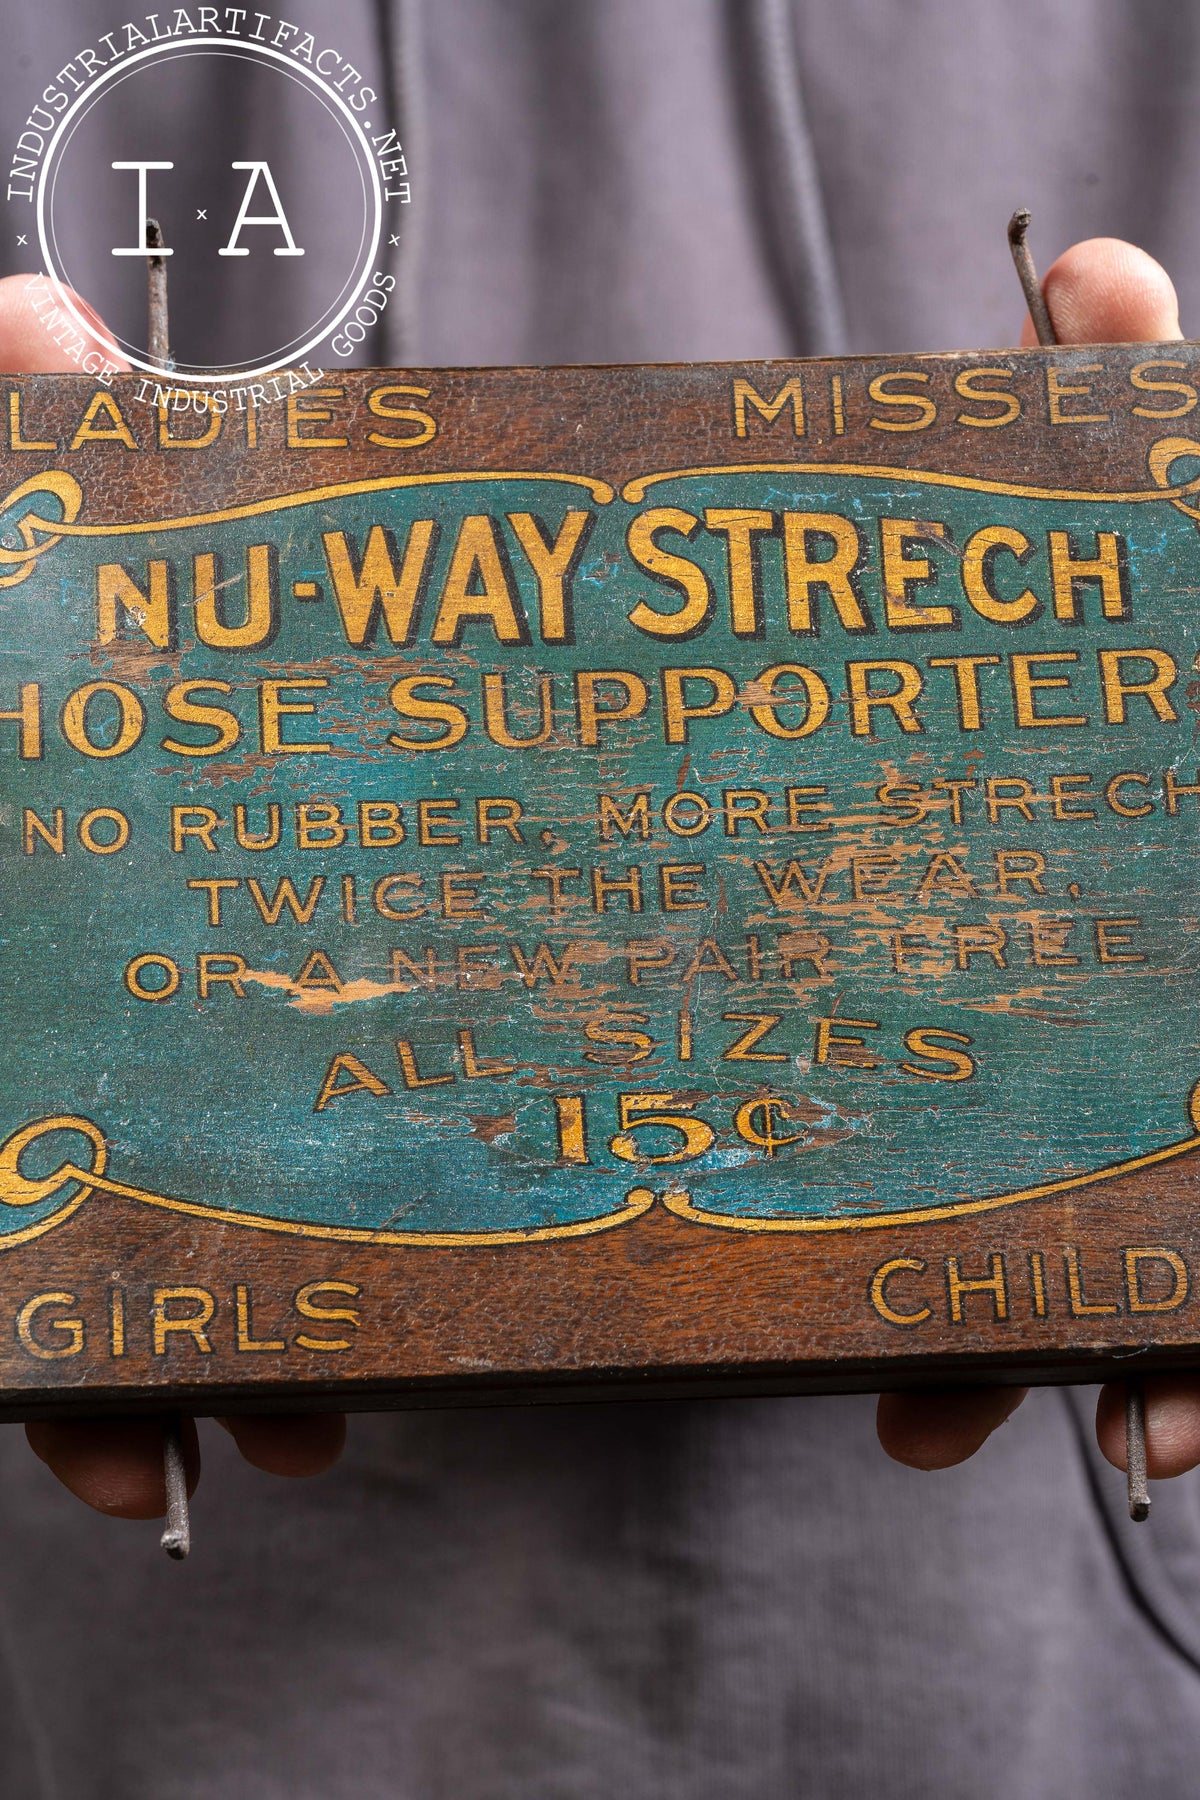 INDUSTRIALARTIFACTS.NET
I x A
x x
VINTAGE INDUSTRIAL GOODS
LADIES MISSES
NU-WAY STRECH
HOSE SUPPORTERS
NO RUBBER, MORE STRECH
TWICE THE WEAR,
OR A NEW PAIR FREE
ALL SIZES
15¢
GIRLS CHILD